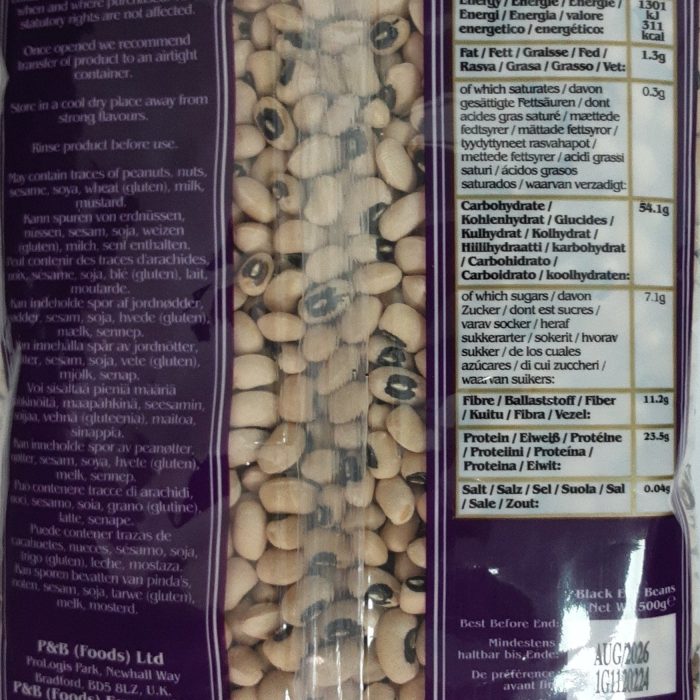 when and where
statutory rights are not affected.
Once opened we recommend
transfer of product to an airtight
container.
Store in a cool dry place away from
strong flavours.
Rinse product before use.
May contain traces of peanuts, nuts,
sesame, soya, wheat (gluten), milk,
mustard.
Kann spuren von erdnüssen,
nüssen, sesam, soja, weizen
(gluten), milch, senf enthalten.
Peut contenir des traces d'arachides,
noix, sésame, soja, blé (gluten), lait,
moutarde.
Kan indeholde spor af jordnødder,
sesam, soja, hvede (gluten),
mælk, sennep.
Kan innehålla spår av jordnötter,
sesam, soja, vete (gluten),
mjölk, senap.
Voi sisältää pieniä määriä
maapähkinä, seesamin,
vehnä (gluteenia), maitoa,
sinappia.
Kan inneholde spor av peanøtter,
sesam, soya, hvete (gluten),
melk, sennep.
Può contenere tracce di arachidi,
sesamo, soia, grano (glutine),
latte, senape.
Puede contener trazas de
cacahuetes, nueces, sésamo, soja,
trigo (gluten), leche, mostaza.
Kan sporen bevatten van pinda's,
noten, sesam, soja, tarwe (gluten),
melk, mosterd.
P&B (Foods) Ltd
ProLogis Park, Newhall Way
Bradford, BD5 8LZ, U.K.
P&B (Foods)
Energy / Energie / Energie /
Energi / Energia / valore
energetico / energético:
1301
kJ
311
kcal
Fat / Fett / Graisse / Fed /
Rasva / Grasa / Grasso / Vet:
1.3g
of which saturates / davon
gesättigte Fettsäuren / dont
acides gras saturé / mættede
fedtsyrer / mättade fettsyror /
tyydyttyneet rasvahapot /
mettede fettsyrer / acidi grassi
saturi / ácidos grasos
saturados / waarvan verzadigt:
0.3g
Carbohydrate /
Kohlenhydrat / Glucides /
Kulhydrat / Kolhydrat /
Hiilihydraatti / karbohydrat
/ Carbohidrato /
Carboidrato / koolhydraten:
54.1g
of which sugars / davon
Zucker / dont est sucres /
varav socker / heraf
sukkerarter / sokerit / hvorav
sukker / de los cuales
azúcares / di cui zuccheri /
waarvan suikers:
7.1g
Fibre / Ballaststoff / Fiber
/ Kuitu / Fibra / Vezel:
11.2g
Protein / Eiweiß / Protéine
/ Proteiini / Proteína /
Proteina / Eiwit:
23.5g
Salt / Salz / Sel / Suola / Sal
/ Sale / Zout:
0.04g
Black Beans
Net 500g℮
Best Before End:
Mindestens
haltbar bis Ende:
De préférence
avant
AUG/2026